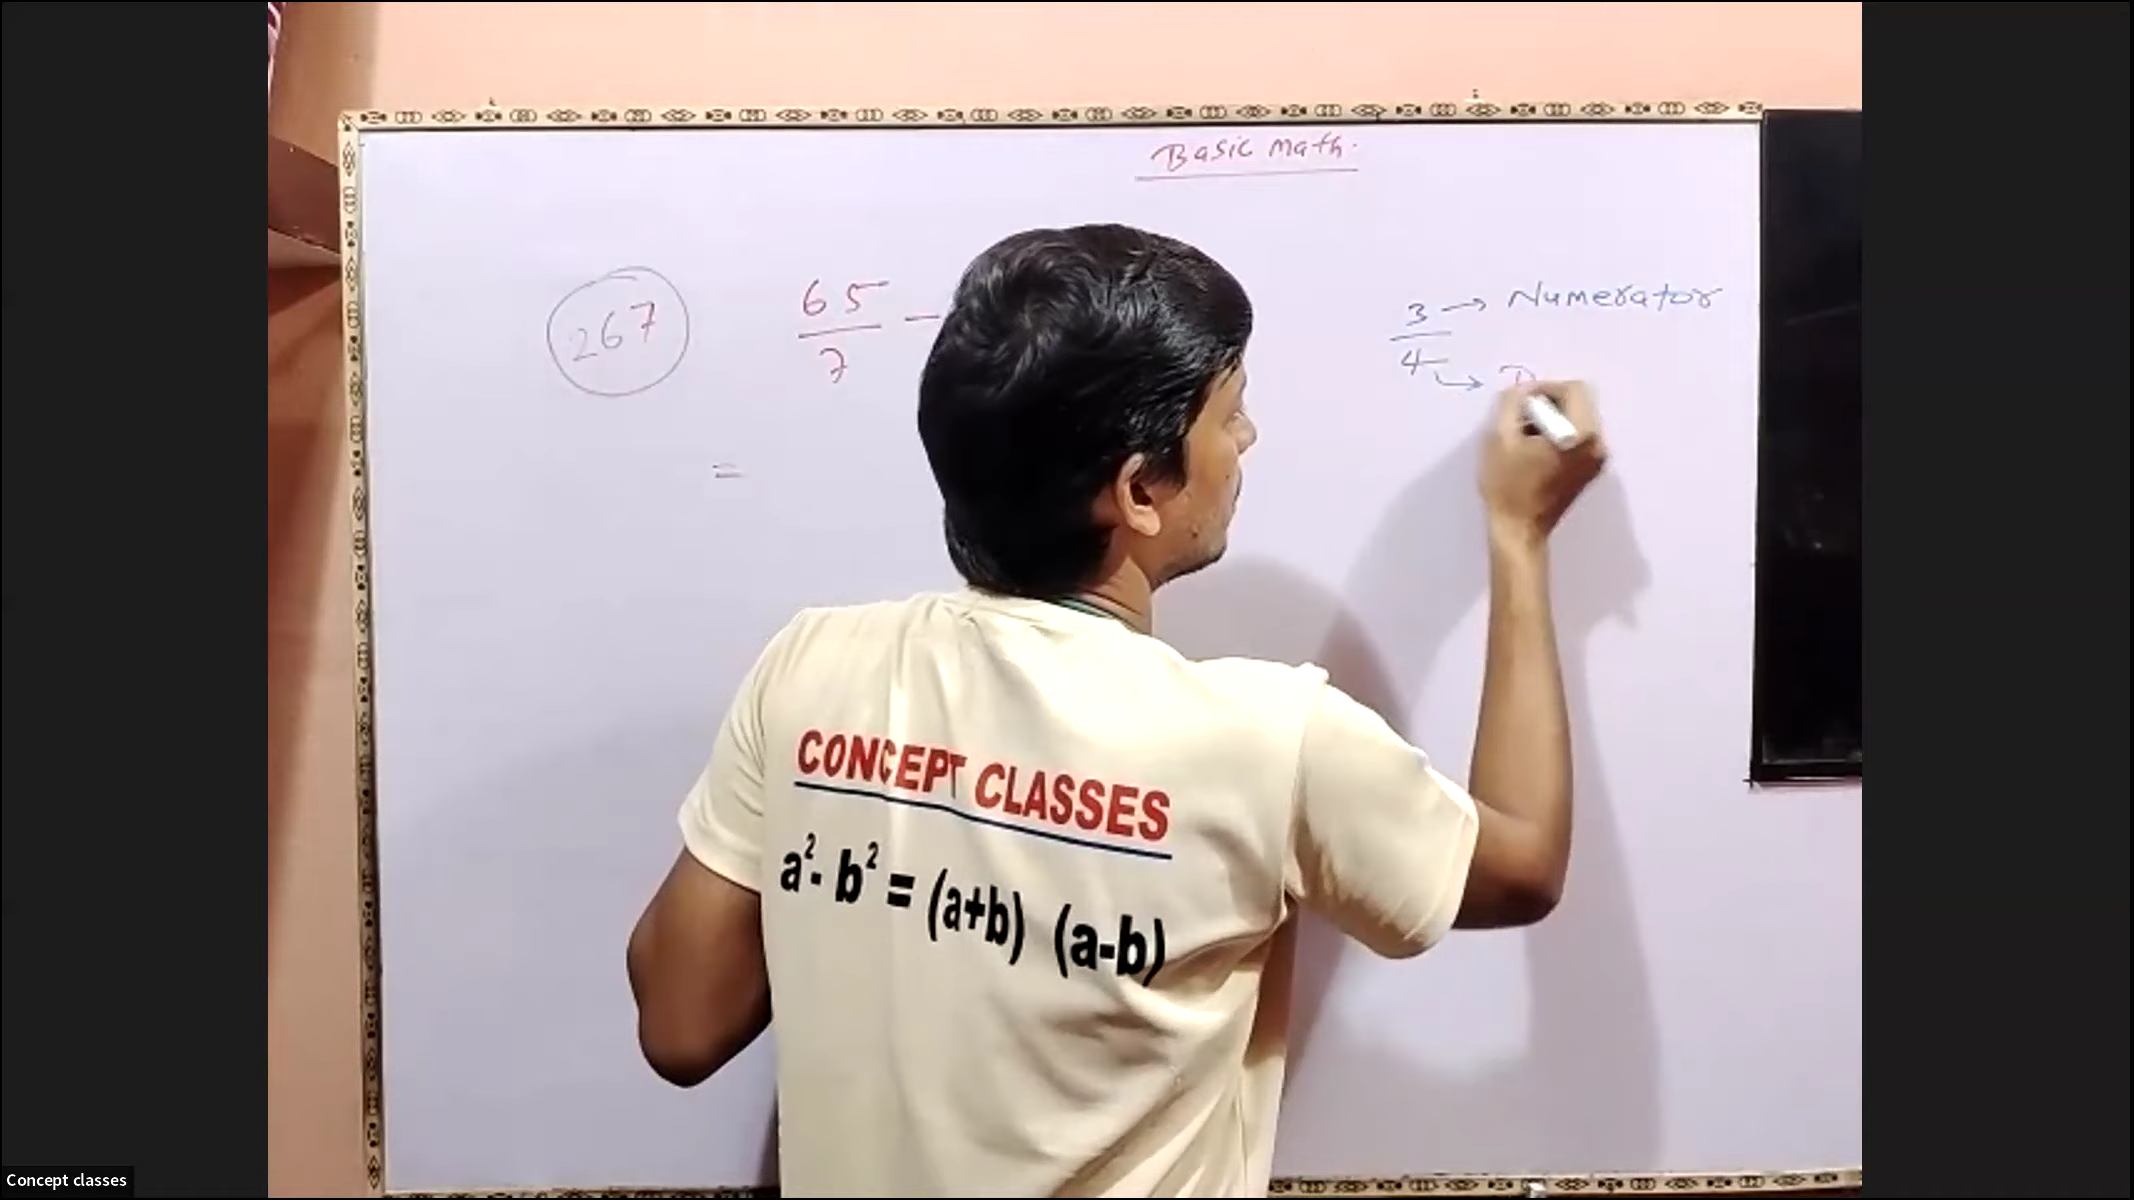 Basic Math.
267
65
7
-
=
3 → Numerator
4 → D
CONCEPT CLASSES
a² - b² = (a+b) (a-b)
Concept classes